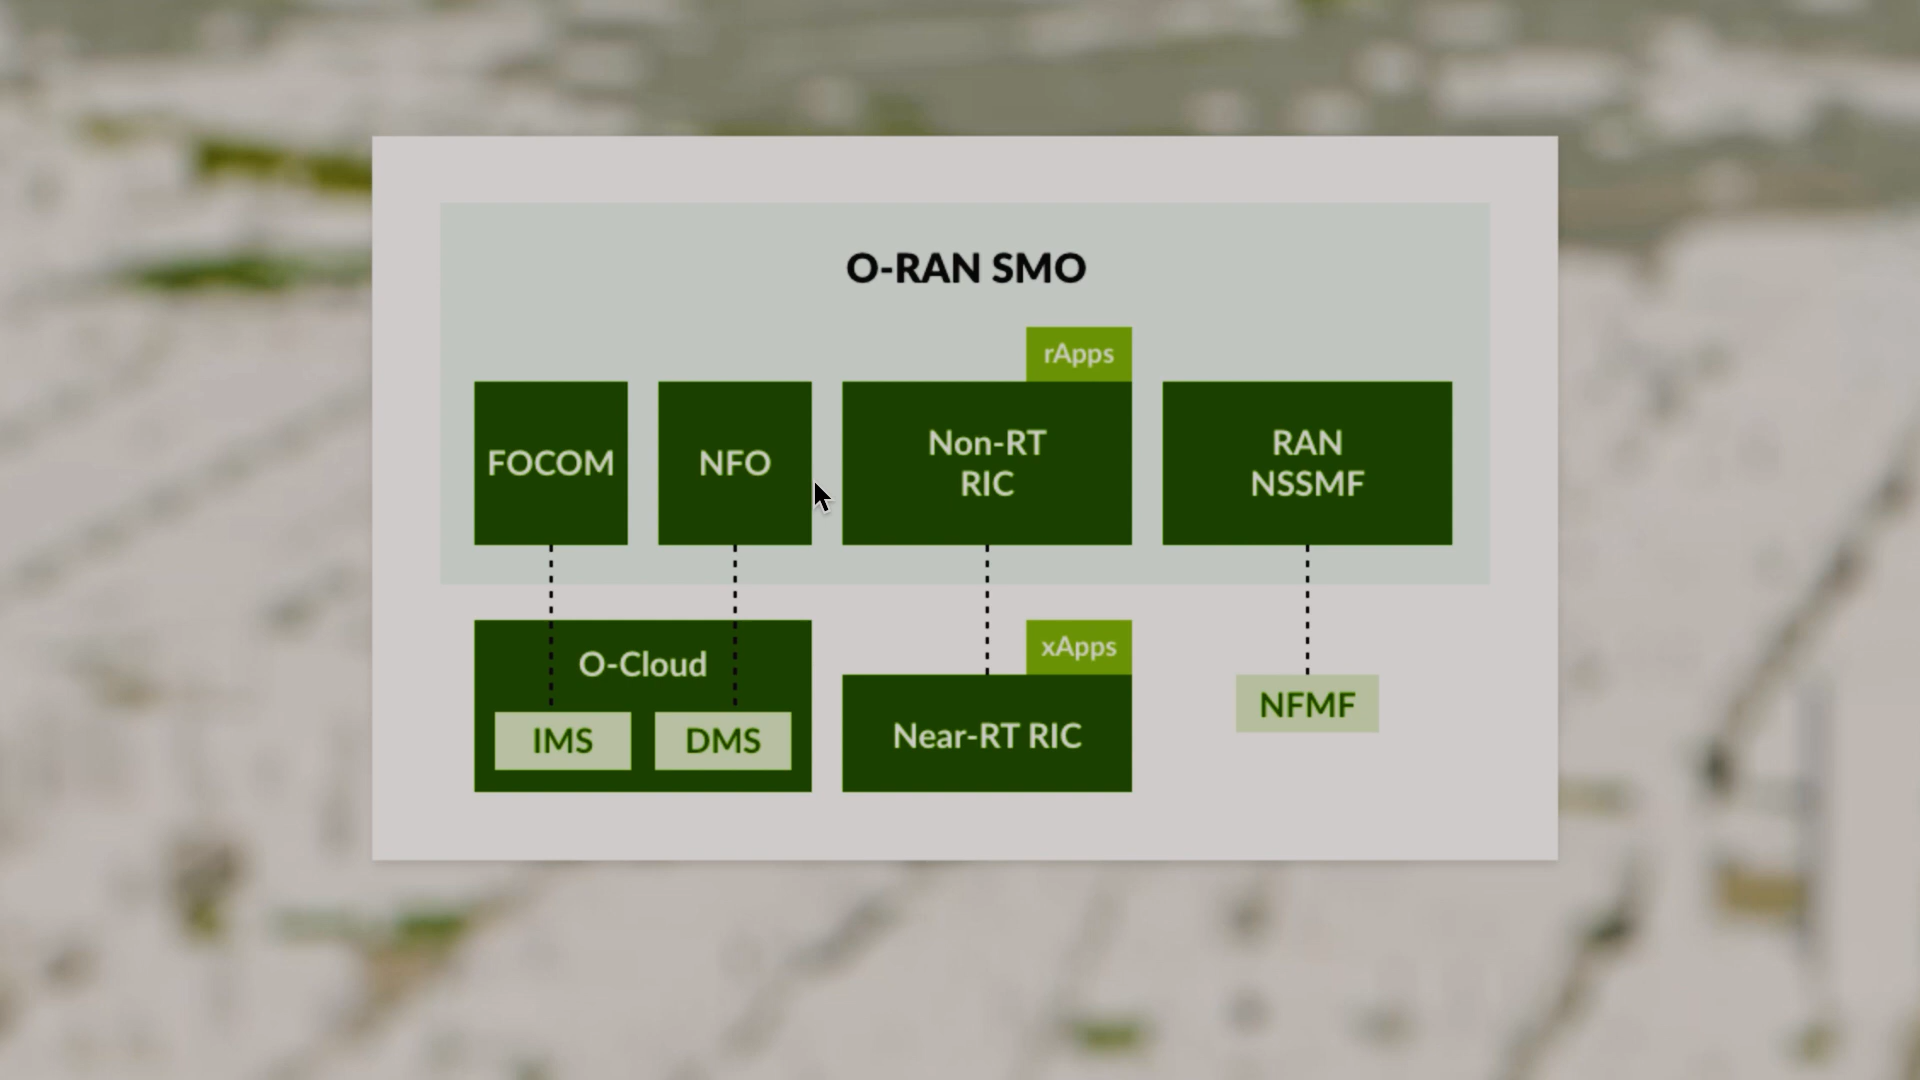 O-RAN SMO
rApps
FOCOM
NFO
Non-RT
RIC
RAN
NSSMF
O-Cloud
IMS
DMS
xApps
Near-RT RIC
NFMF